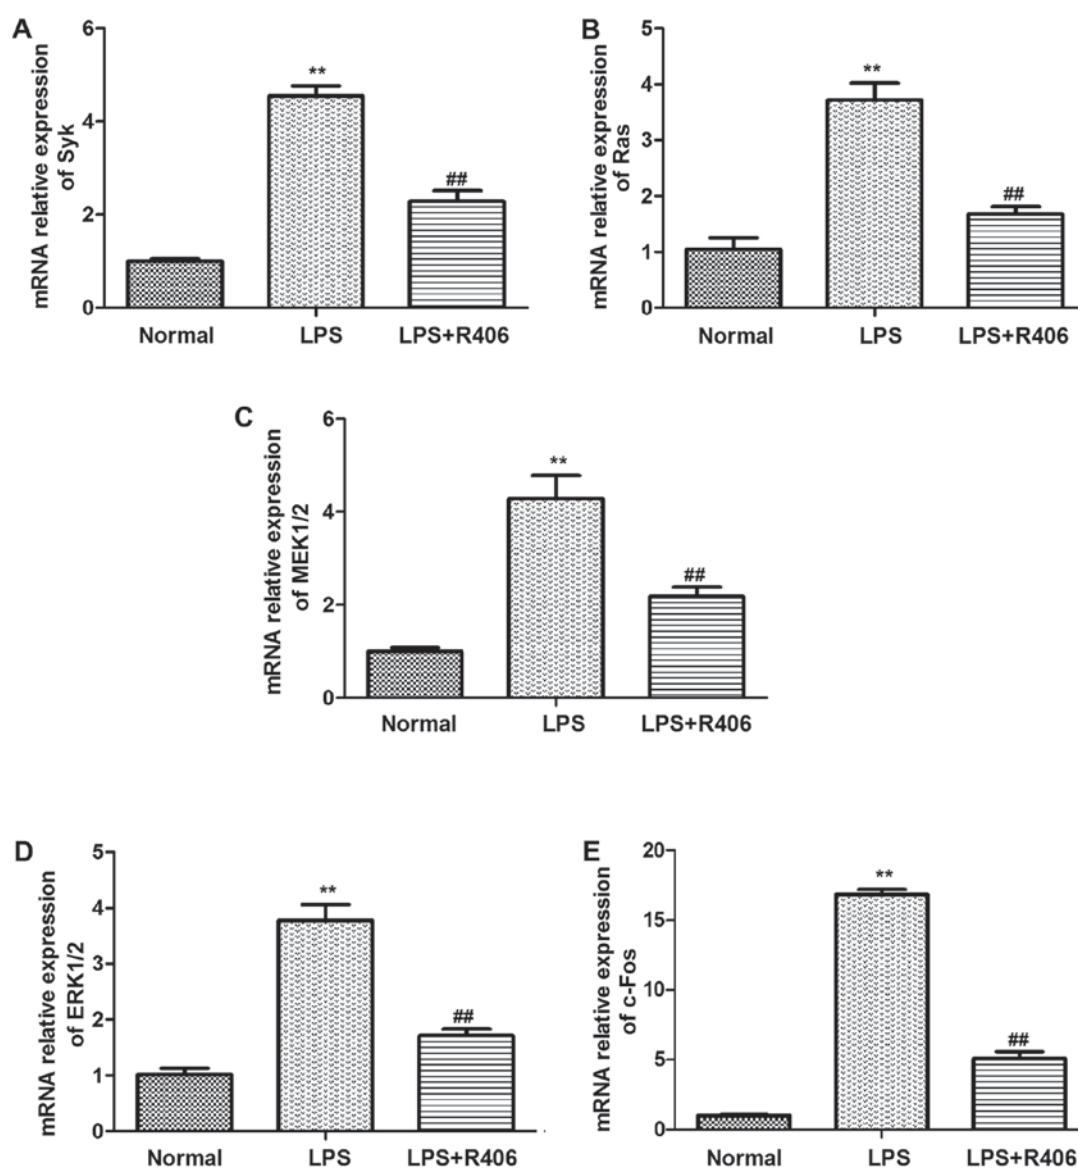 A
mRNA relative expression
of Syk
6
4
2
0
**
##
Normal LPS LPS+R406
B
mRNA relative expression
of Ras
5
4
3
2
1
0
**
##
Normal LPS LPS+R406
C
mRNA relative expression
of MEK1/2
6
4
2
0
**
##
Normal LPS LPS+R406
D
mRNA relative expression
of ERK1/2
5
4
3
2
1
0
**
##
Normal LPS LPS+R406
E
mRNA relative expression
of c-Fos
20
15
10
5
0
**
##
Normal LPS LPS+R406